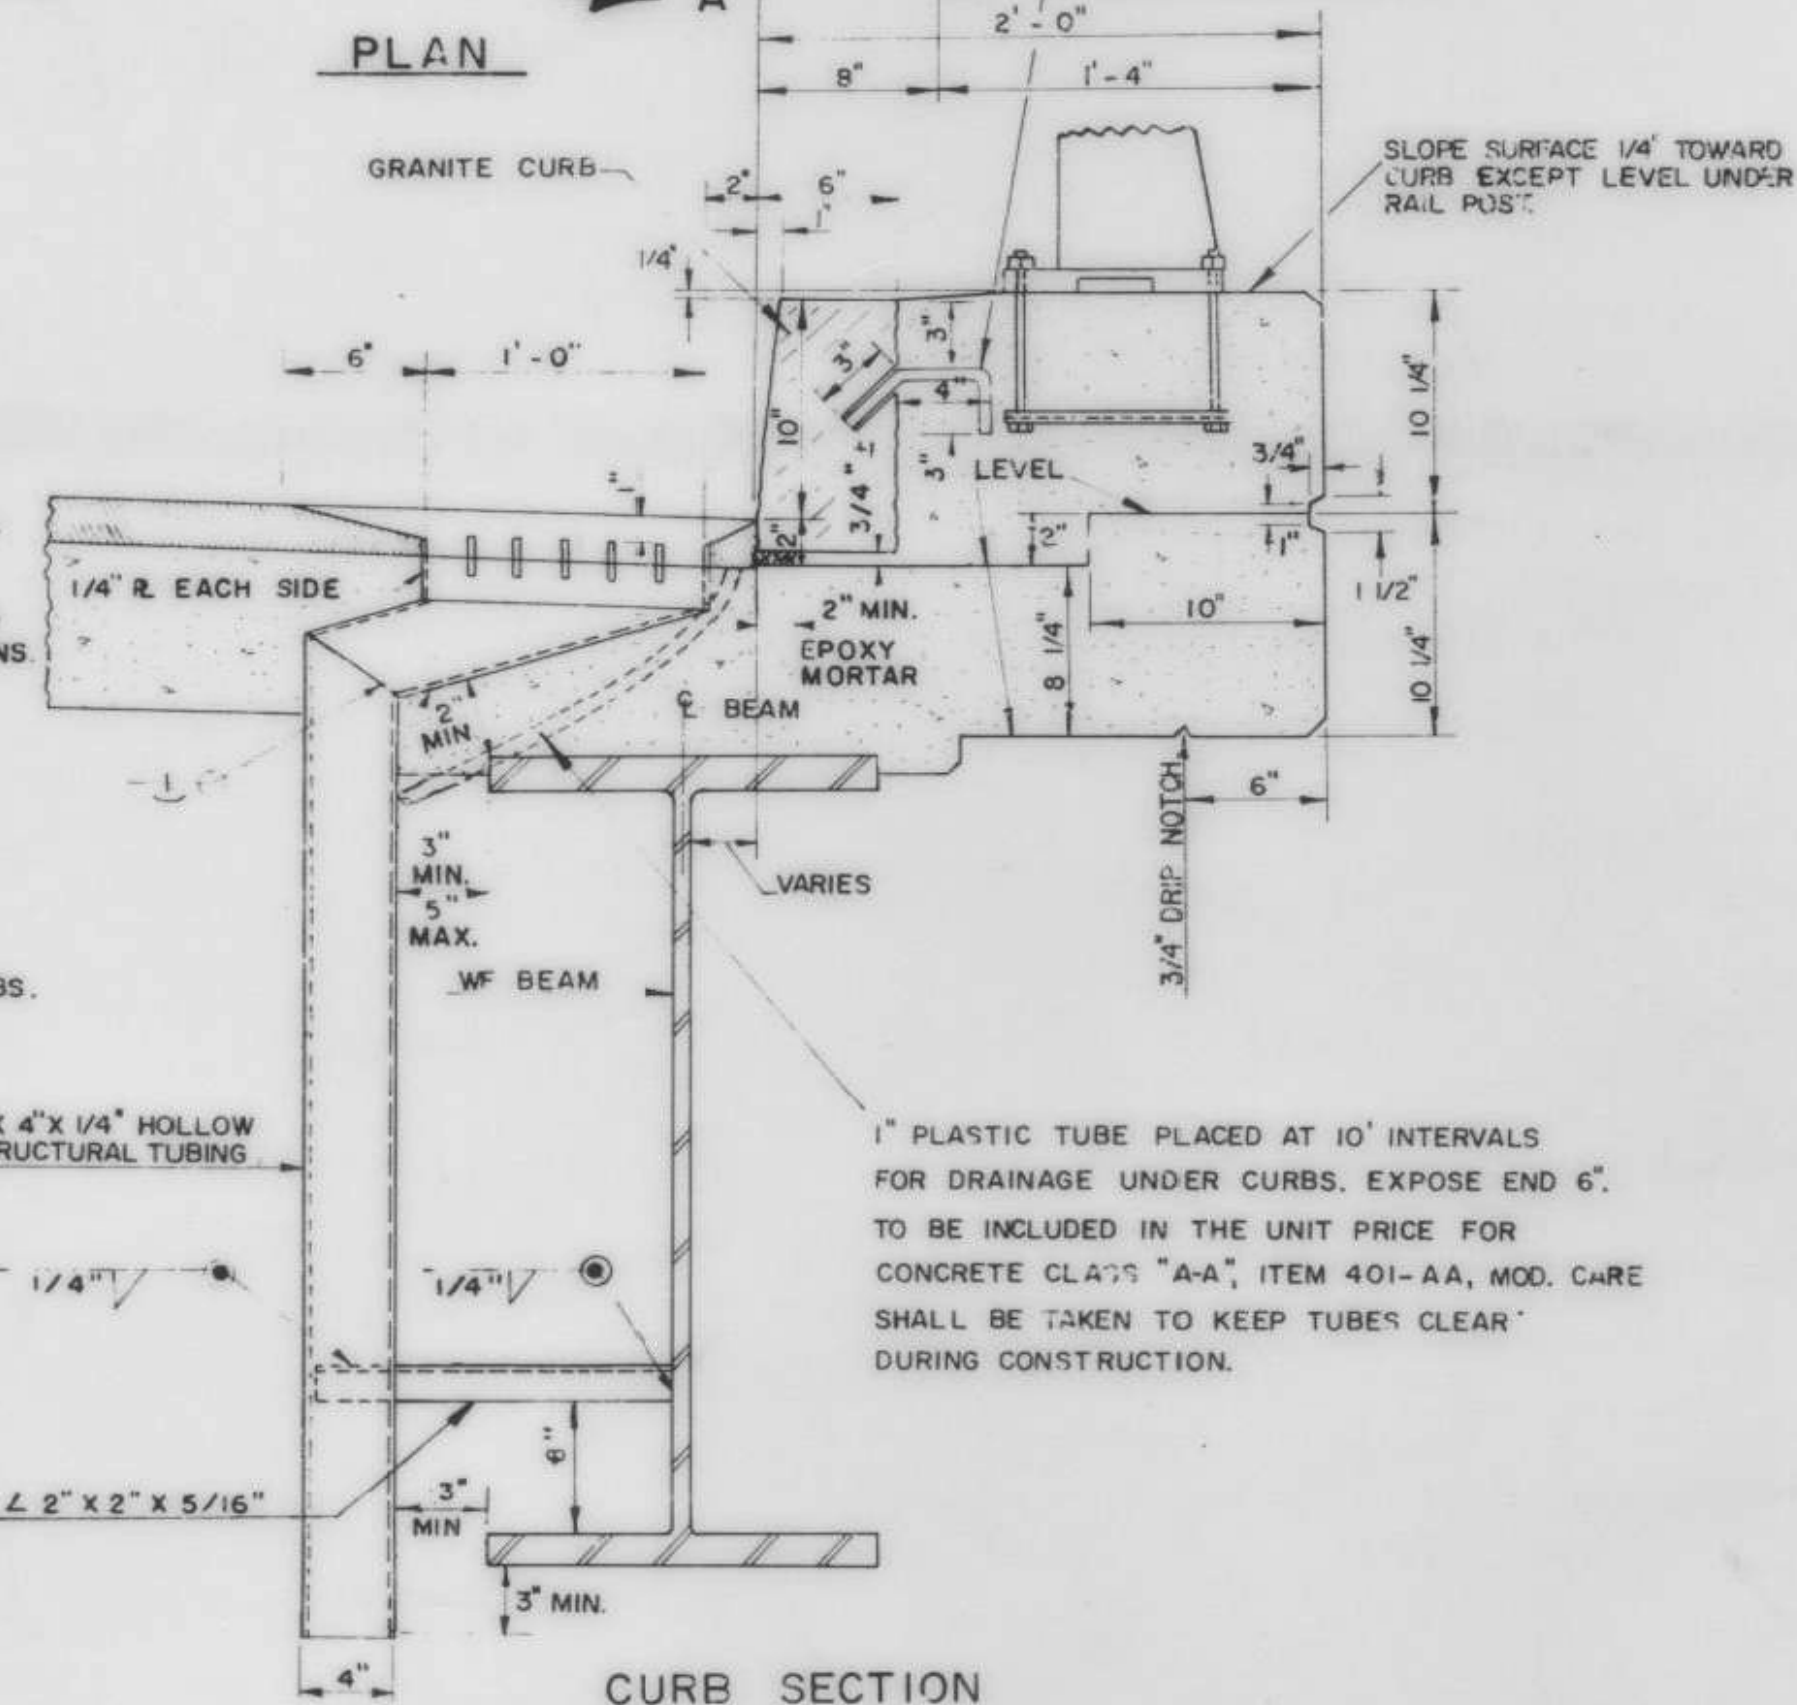 A
PLAN
2'-0"
8"
1'-4"
GRANITE CURB
SLOPE SURFACE 1/4" TOWARD
CURB EXCEPT LEVEL UNDER
RAIL POST.
2"
6"
1"
1/4"
6"
1'-0"
3"
3"
4"
10"
10 1/4"
3/4" ±
3"
LEVEL
3/4"
1"
2"
2"
1"
1 1/2"
1/4" PL EACH SIDE
NS.
2" MIN.
EPOXY
MORTAR
10"
8 1/4"
10 1/4"
2"
MIN
℄ BEAM
1
6"
3/4" DRIP NOTCH
3"
MIN.
5"
MAX.
VARIES
WF BEAM
BS.
X 4" X 1/4" HOLLOW
RUCTURAL TUBING
1" PLASTIC TUBE PLACED AT 10' INTERVALS
FOR DRAINAGE UNDER CURBS. EXPOSE END 6".
TO BE INCLUDED IN THE UNIT PRICE FOR
CONCRETE CLASS "A-A", ITEM 401-AA, MOD. CARE
SHALL BE TAKEN TO KEEP TUBES CLEAR
DURING CONSTRUCTION.
1/4"
1/4"
∠ 2" X 2" X 5/16"
3"
MIN
3" MIN.
4"
CURB SECTION